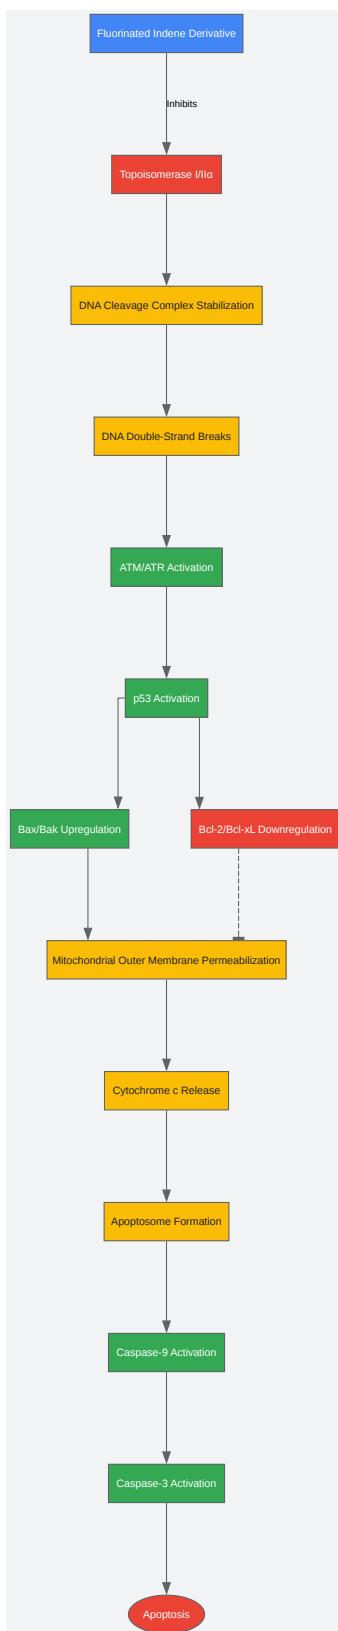 Fluorinated Indene Derivative
Inhibits
Topoisomerase I/IIα
DNA Cleavage Complex Stabilization
DNA Double-Strand Breaks
ATM/ATR Activation
p53 Activation
Bax/Bak Upregulation
Bcl-2/Bcl-xL Downregulation
Mitochondrial Outer Membrane Permeabilization
Cytochrome c Release
Apoptosome Formation
Caspase-9 Activation
Caspase-3 Activation
Apoptosis